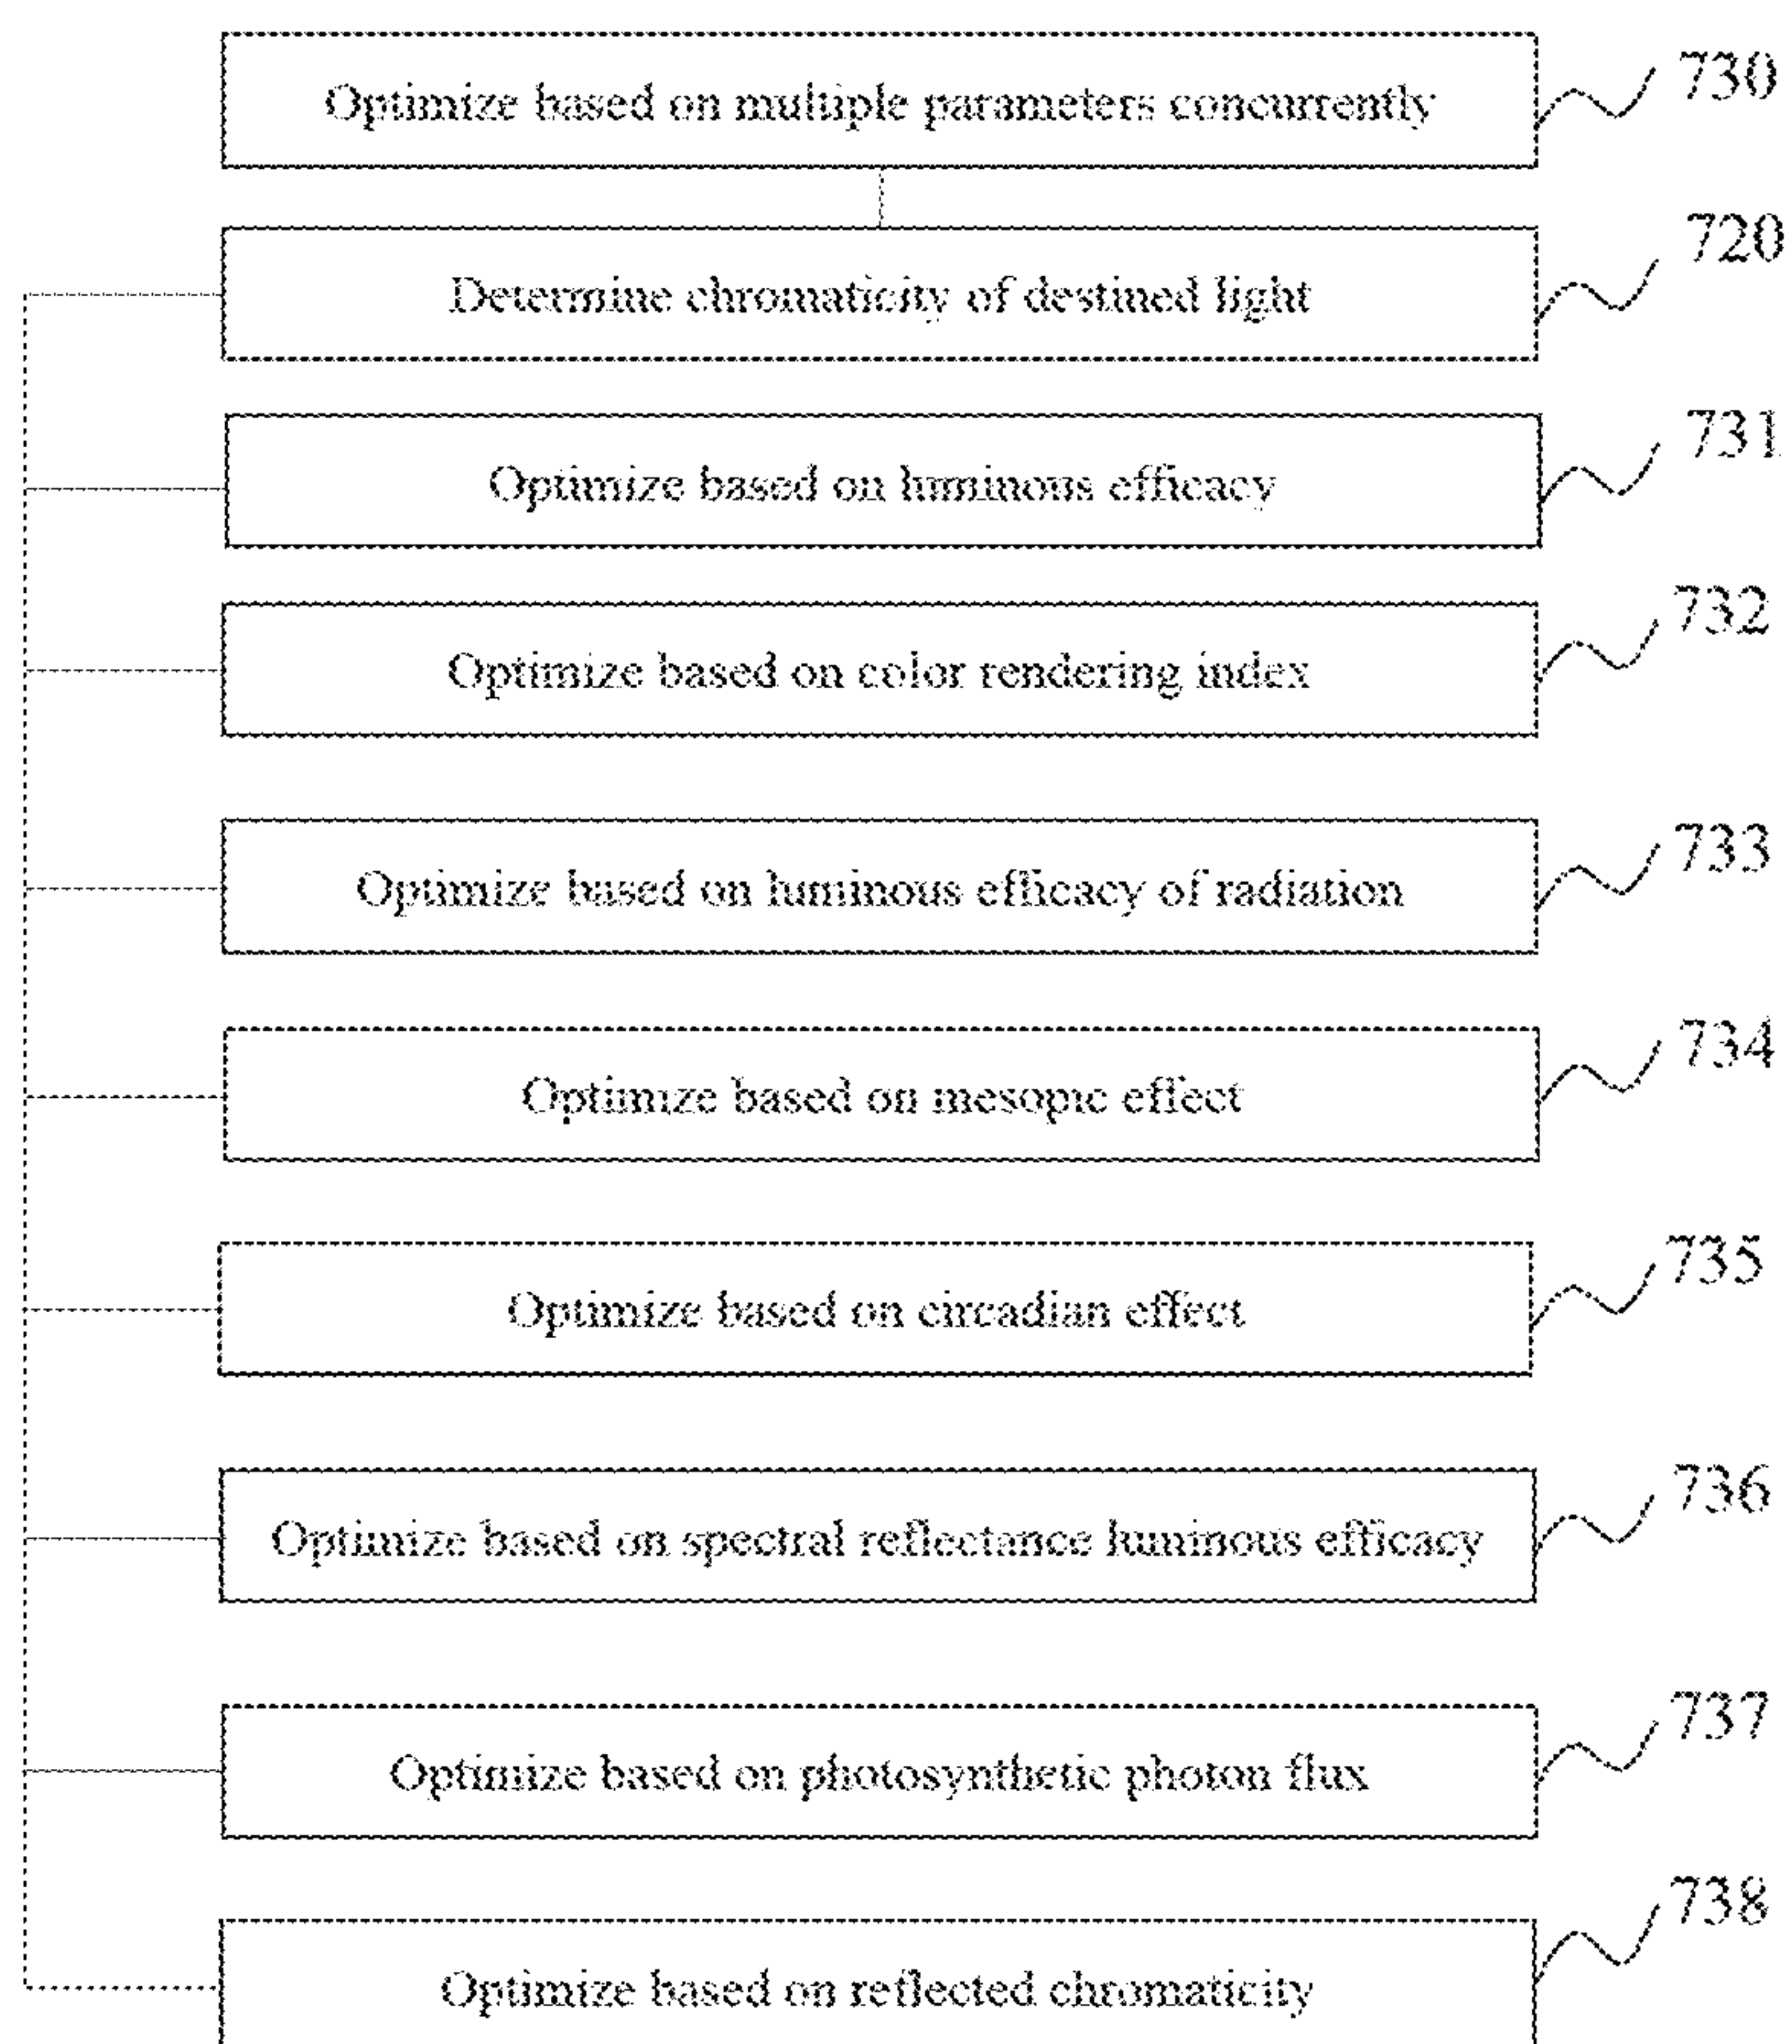 Optimize based on multiple parameters concurrently 730
Determine chromaticity of destined light 720
Optimize based on luminous efficacy 731
Optimize based on color rendering index 732
Optimize based on luminous efficacy of radiation 733
Optimize based on mesopic effect 734
Optimize based on circadian effect 735
Optimize based on spectral reflectance luminous efficacy 736
Optimize based on photosynthetic photon flux 737
Optimize based on reflected chromaticity 738